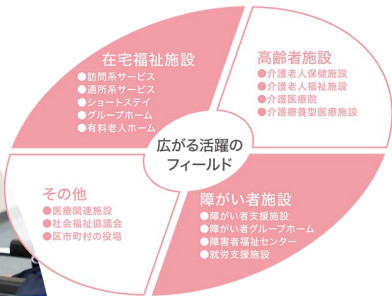 在宅福祉施設
●訪問系サービス
●通所系サービス
●ショートステイ
●グループホーム
●有料老人ホーム
高齢者施設
●介護老人保健施設
●介護老人福祉施設
●介護医療院
●介護療養型医療施設
広がる活躍の
フィールド
その他
●医療関連施設
●社会福祉協議会
●区市町村の役場
障がい者施設
●障がい者支援施設
●障がい者グループホーム
●障害者福祉センター
●就労支援施設